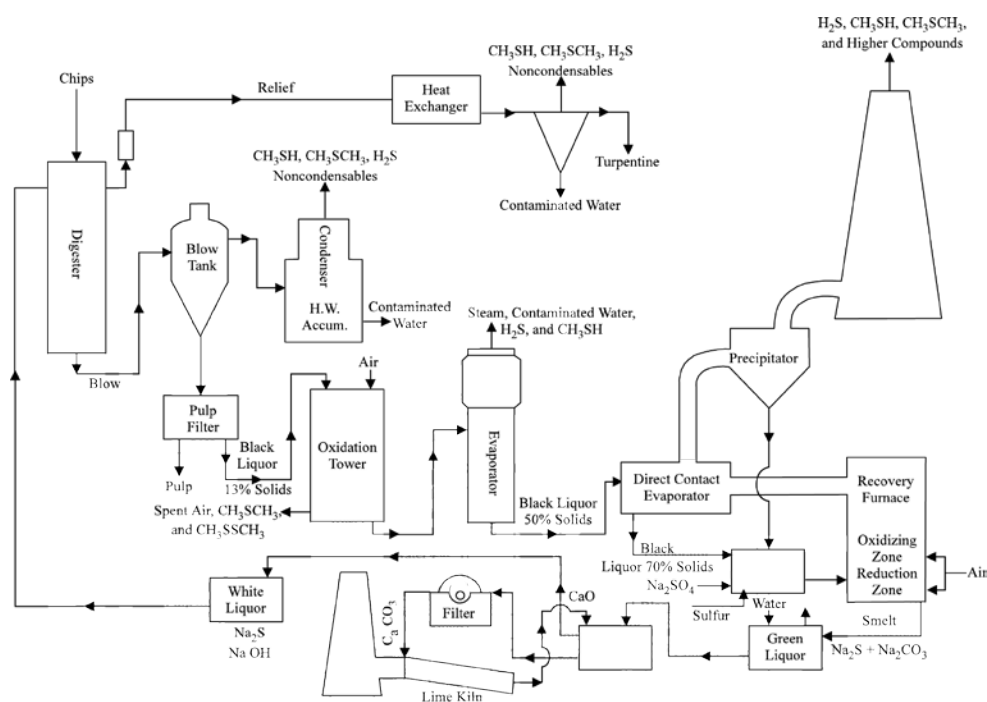 H₂S, CH₃SH, CH₃SCH₃,
and Higher Compounds
CH₃SH, CH₃SCH₃, H₂S
Noncondensables
Chips
Relief
Heat
Exchanger
Turpentine
Contaminated Water
CH₃SH, CH₃SCH₃, H₂S
Noncondensables
Digester
Blow
Tank
Condenser
H.W.
Accum.
Contaminated
Water
Steam, Contaminated Water,
H₂S, and CH₃SH
Precipitator
Blow
Air
Pulp
Filter
Black
Liquor
13% Solids
Oxidation
Tower
Evaporator
Pulp
Spent Air, CH₃SCH₃,
and CH₃SSCH₃
Black Liquor
50% Solids
Direct Contact
Evaporator
Recovery
Furnace
Oxidizing
Zone
Reduction
Zone
Air
Black
Liquor 70% Solids
Na₂SO₄
Sulfur
Water
Smelt
Na₂S + Na₂CO₃
Green
Liquor
White
Liquor
Na₂S
Na OH
CₐCO₃
Filter
CaO
Lime Kiln